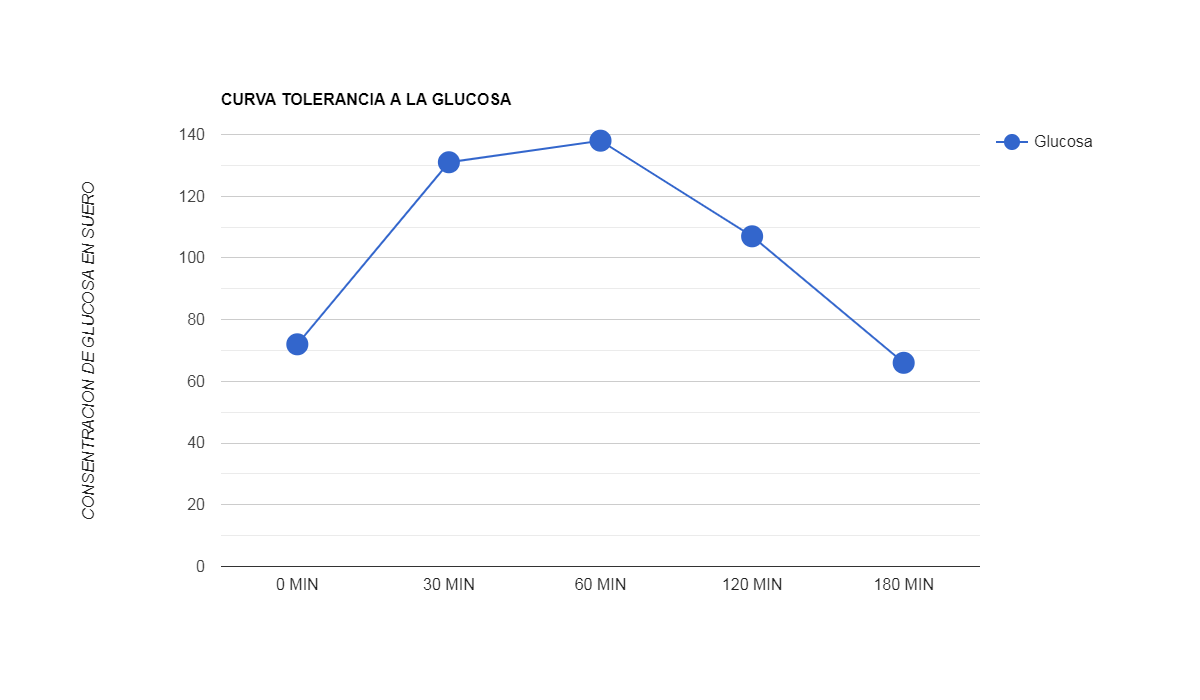 CURVA TOLERANCIA A LA GLUCOSA
Glucosa
CONSENTRACION DE GLUCOSA EN SUERO
140
120
100
80
60
40
20
0
0 MIN
30 MIN
60 MIN
120 MIN
180 MIN